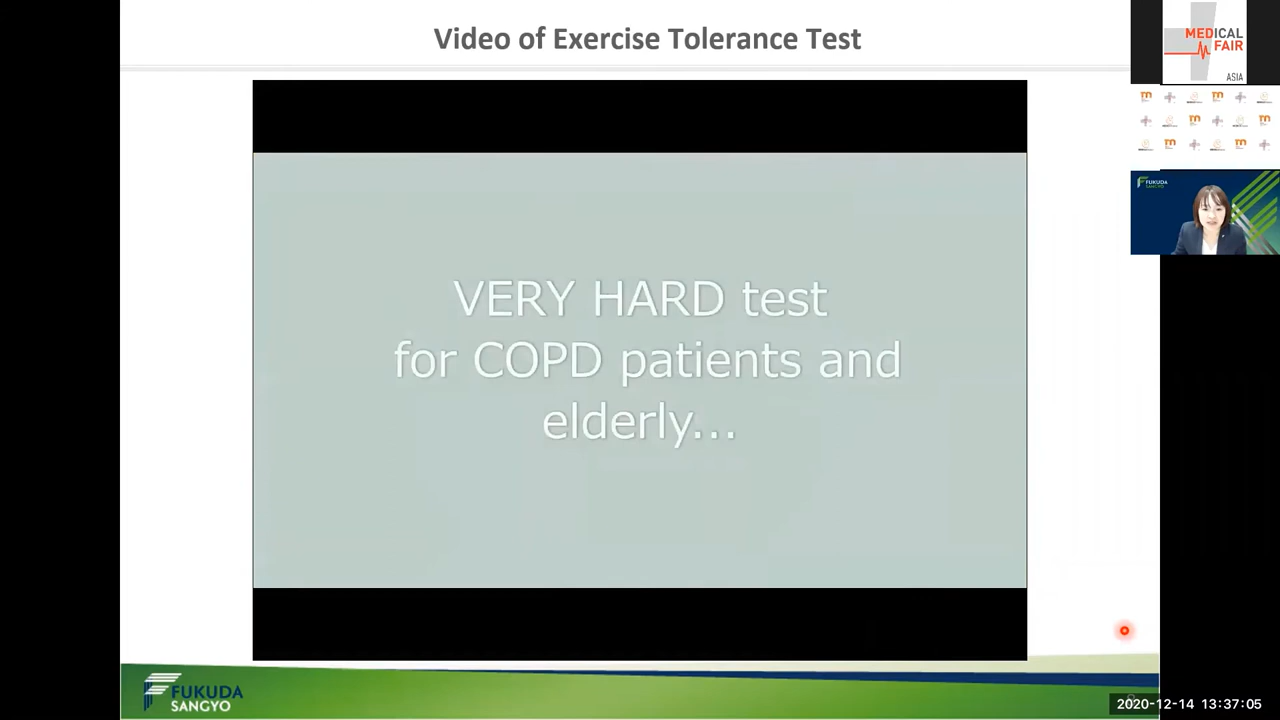 Video of Exercise Tolerance Test
MEDICAL
FAIR
ASIA
FUKUDA
SANGYO
VERY HARD test
for COPD patients and
elderly...
FUKUDA
SANGYO
2020-12-14 13:37:05